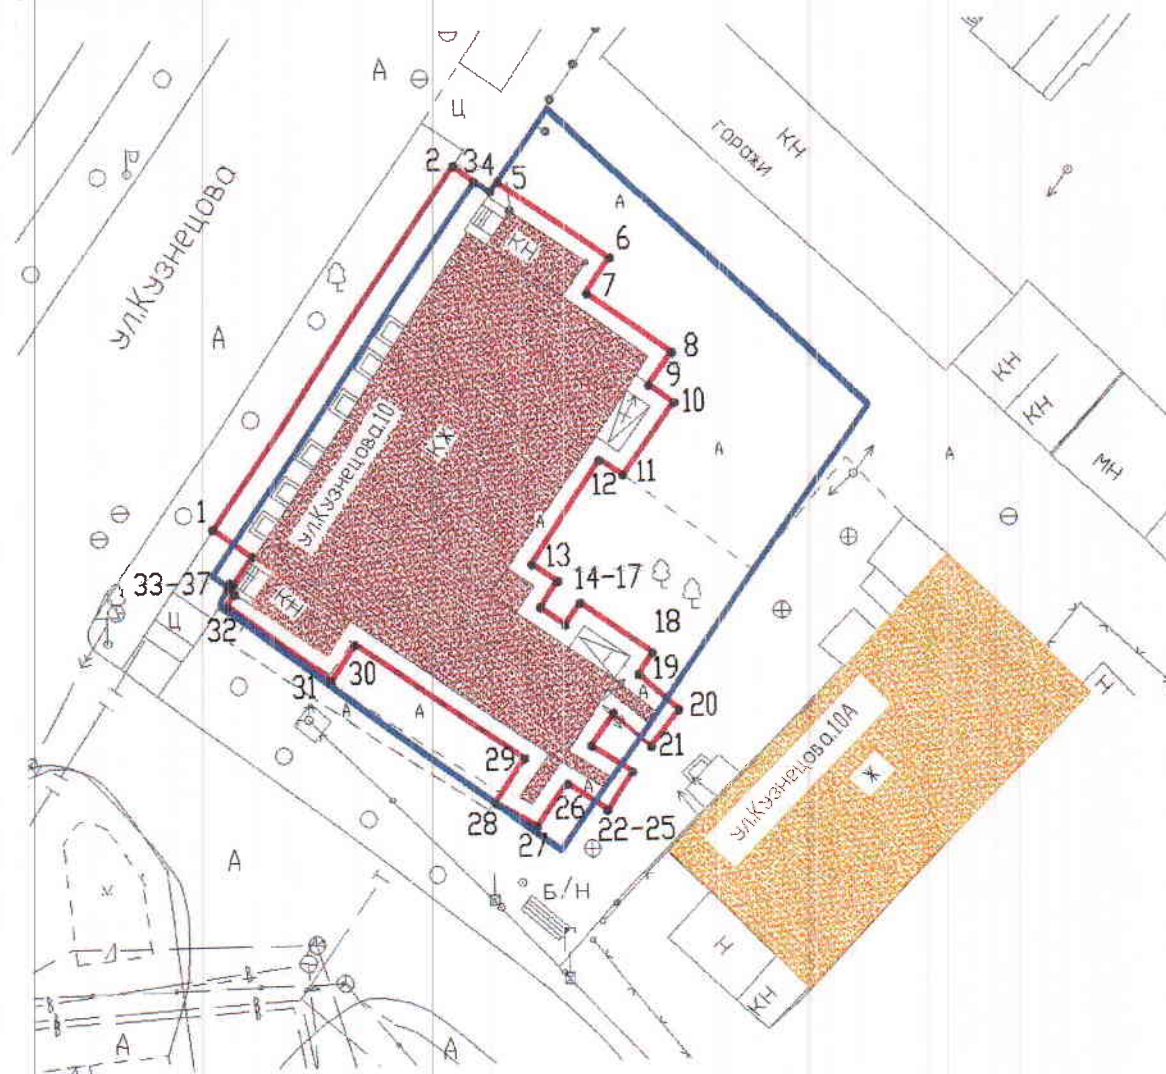 А
Ц
КН
гаражи
2
34
5
А
КН
6
ул.Кузнецова
7
А
8
9
КН
10
КН
ул.Кузнецова.10
КЖ
А
А
МН
11
12
1
А
13
14-17
33-37
КН
18
Ц
32
19
30
А
20
Н
31
А
А
21
29
ул.Кузнецова.10А
Ж
26
А
28
22-25
27
А
Б/Н
Н
В
КН
В
В
В
В
А
А